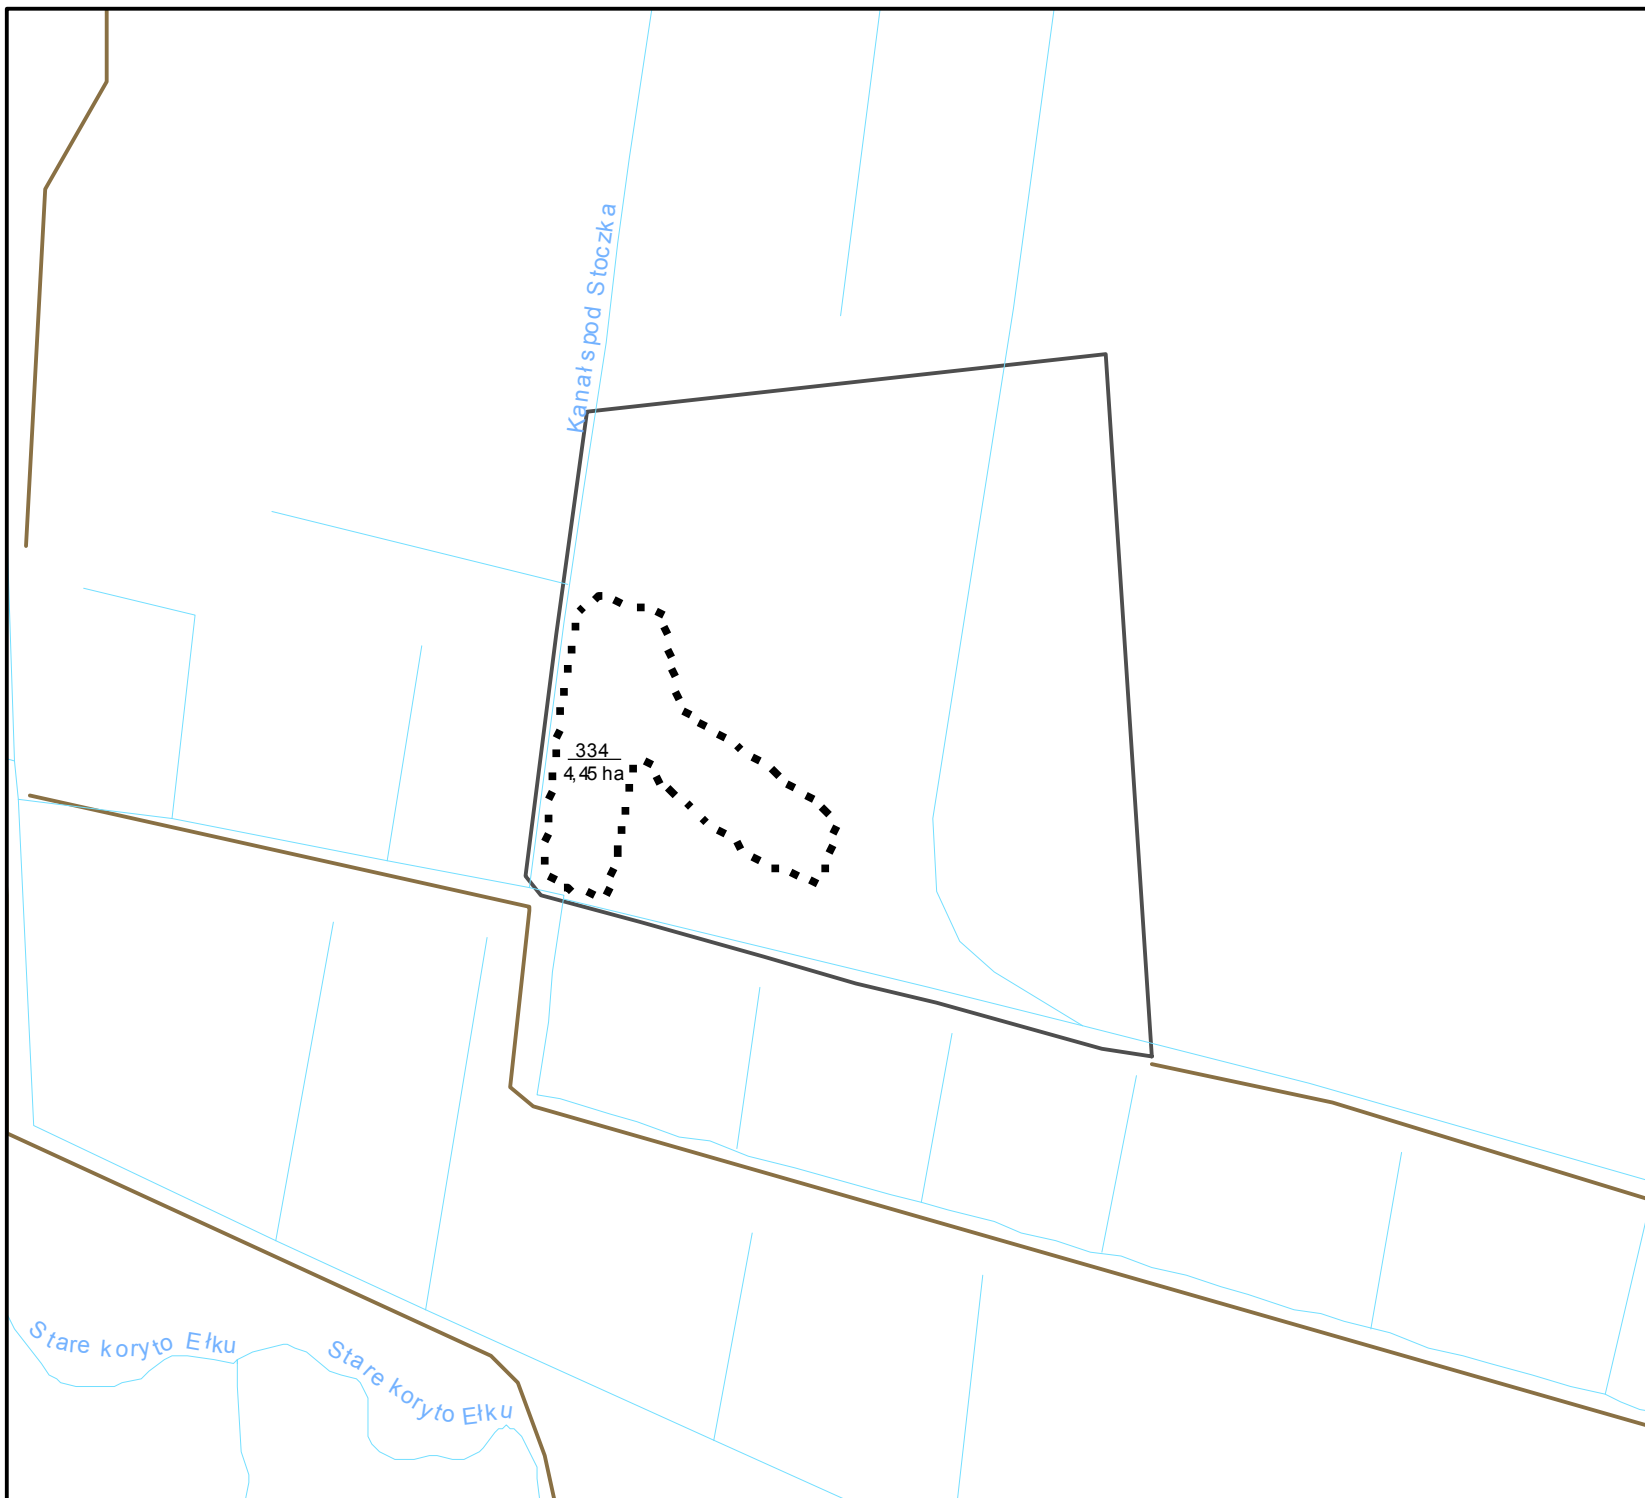 Kanał spod Stoczka
334
4,45 ha
Stare koryto Ełku
Stare koryto Ełku